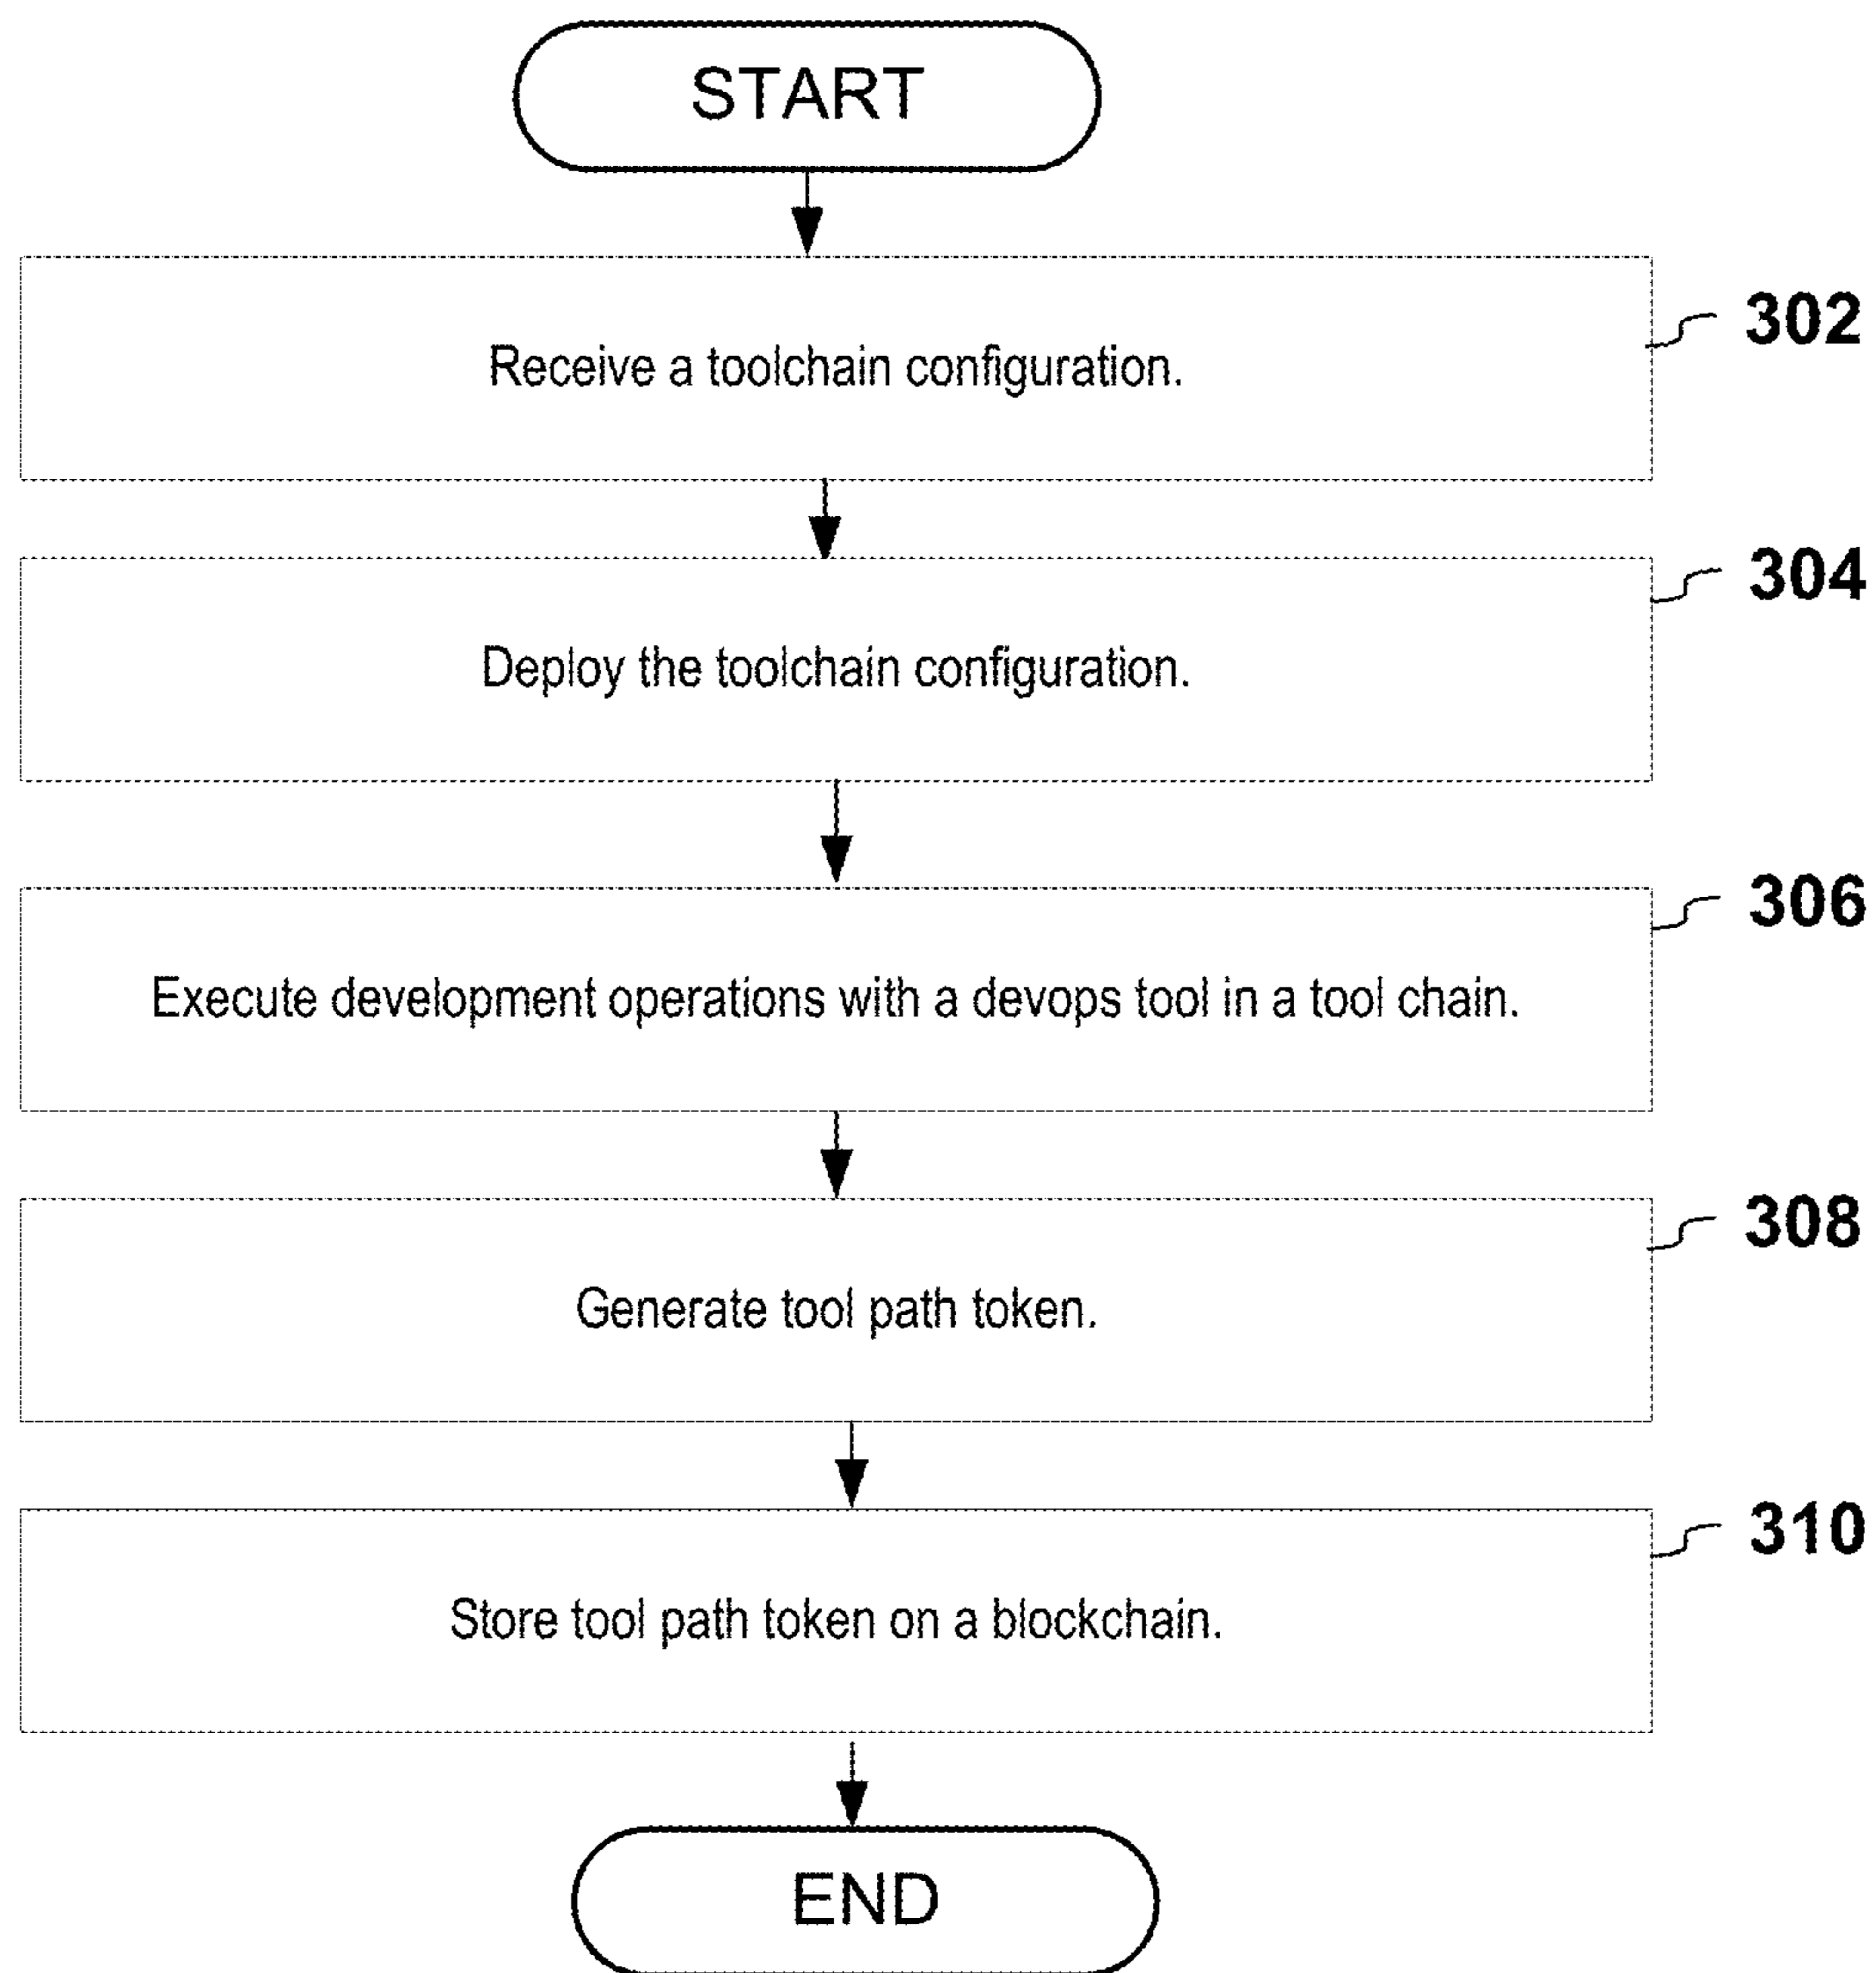 START
Receive a toolchain configuration.
302
Deploy the toolchain configuration.
304
Execute development operations with a devops tool in a tool chain.
306
Generate tool path token.
308
Store tool path token on a blockchain.
310
END